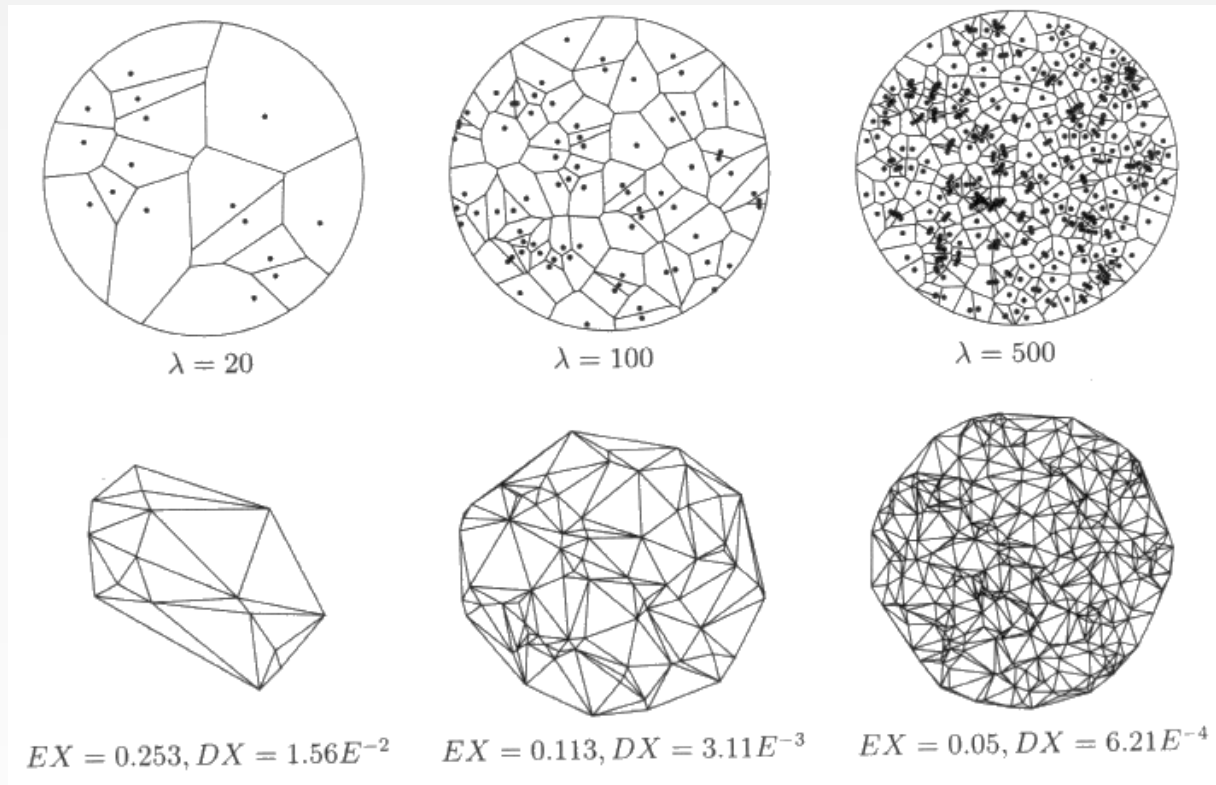 λ = 20
λ = 100
λ = 500
EX = 0.253, DX = 1.56E⁻²
EX = 0.113, DX = 3.11E⁻³
EX = 0.05, DX = 6.21E⁻⁴